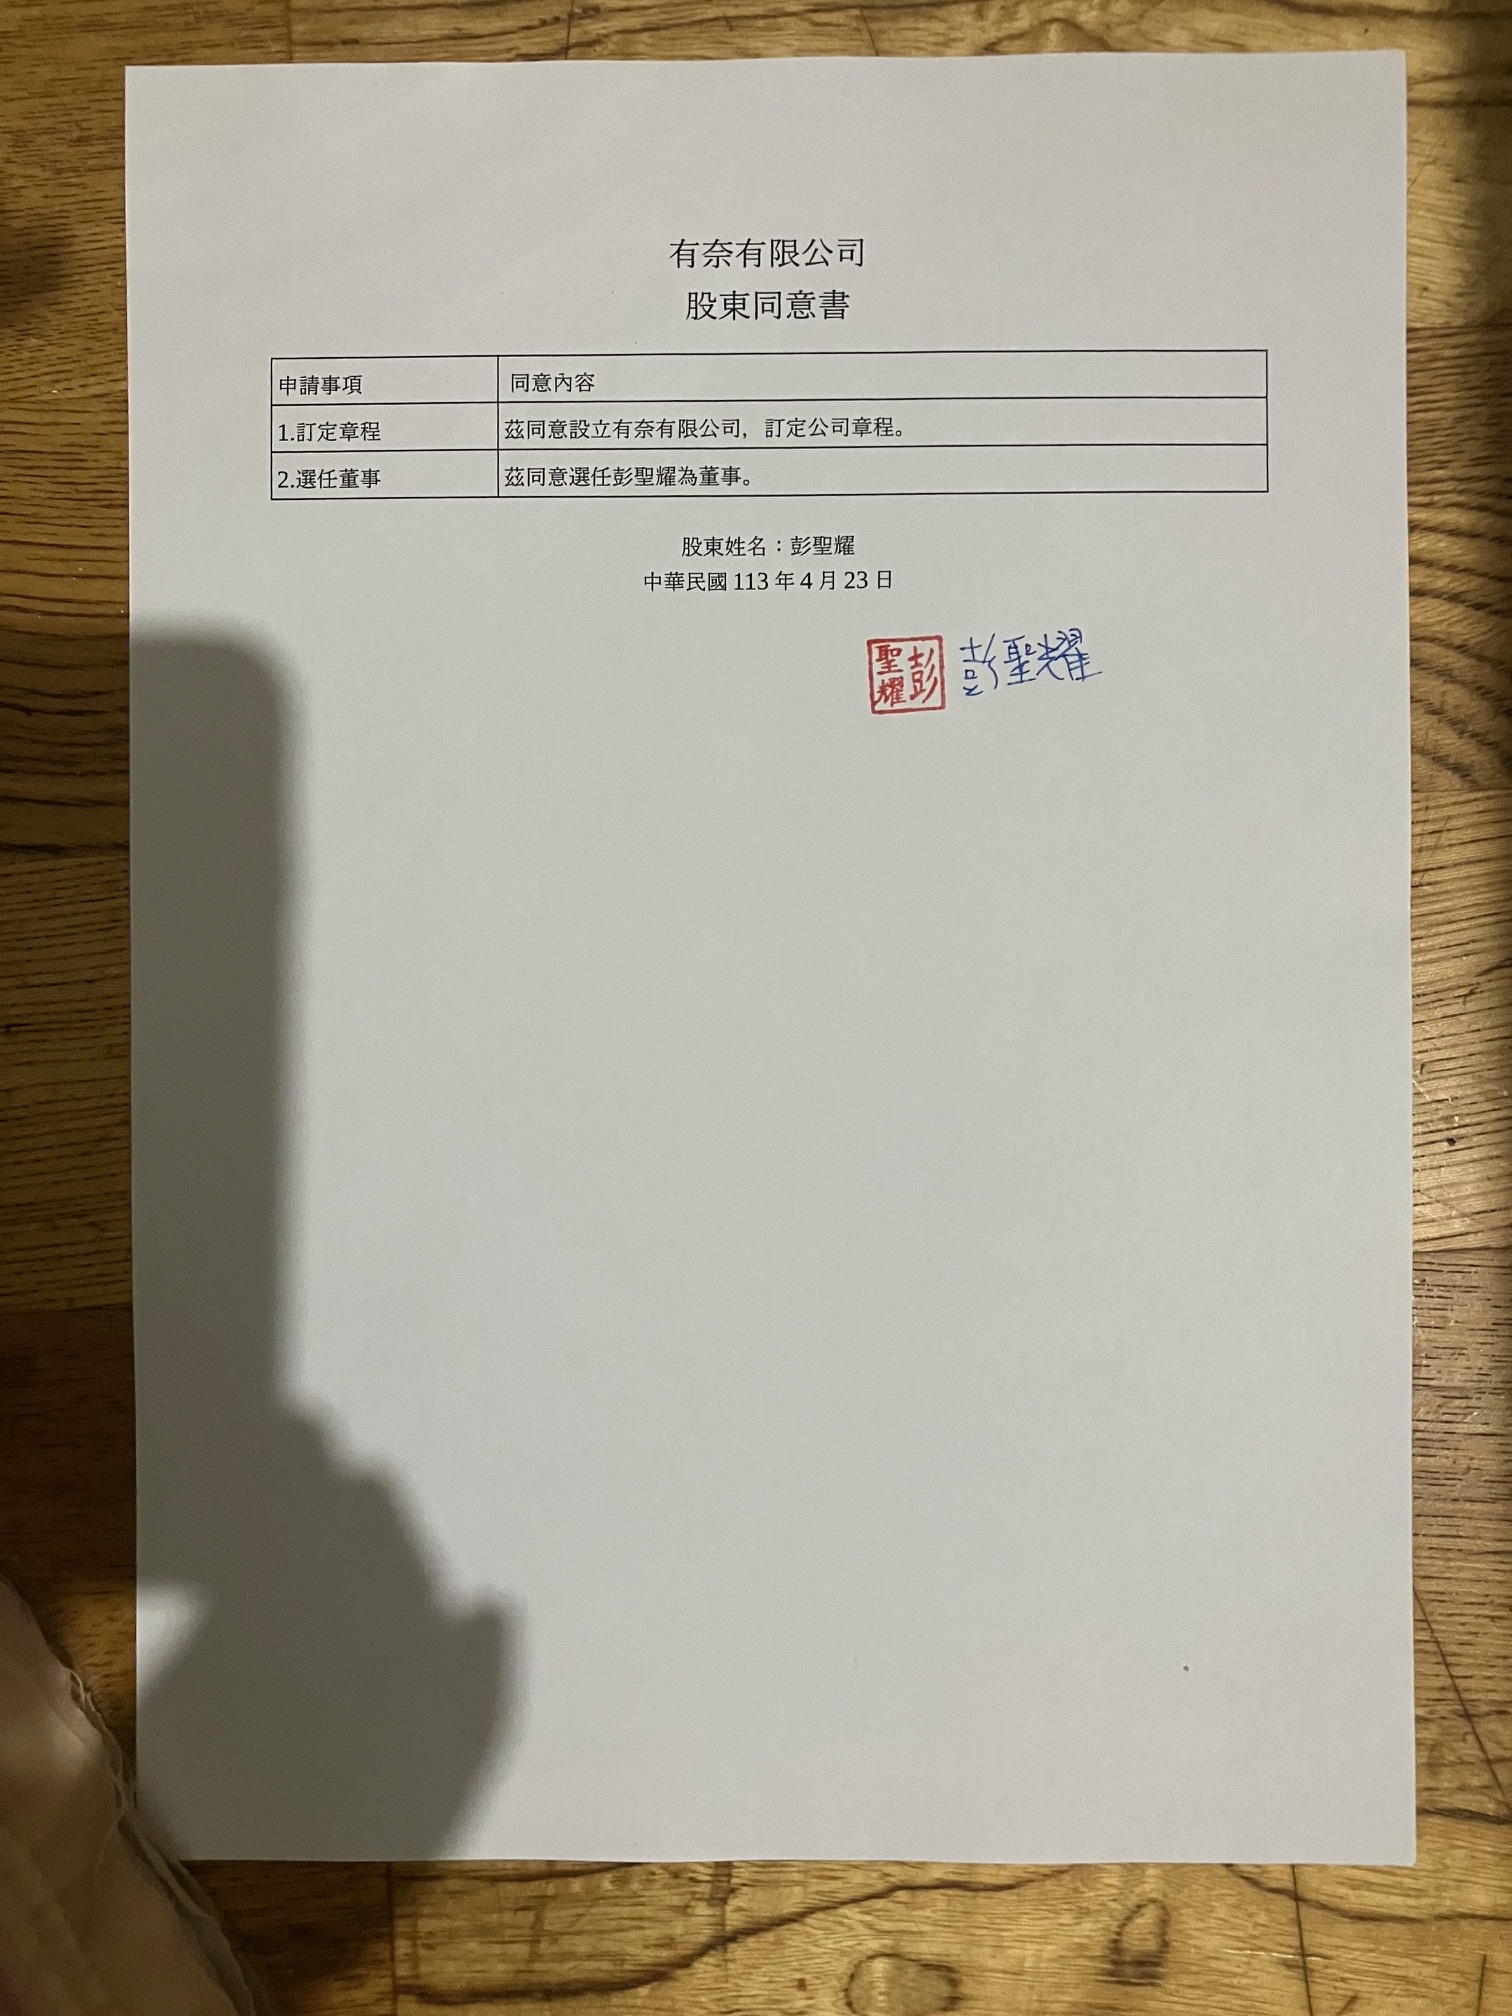 有奈有限公司
股東同意書
申請事項 同意內容
1.訂定章程 茲同意設立有奈有限公司，訂定公司章程。
2.選任董事 茲同意選任彭聖耀為董事。
股東姓名：彭聖耀
中華民國 113 年 4 月 23 日
彭聖耀 彭聖耀